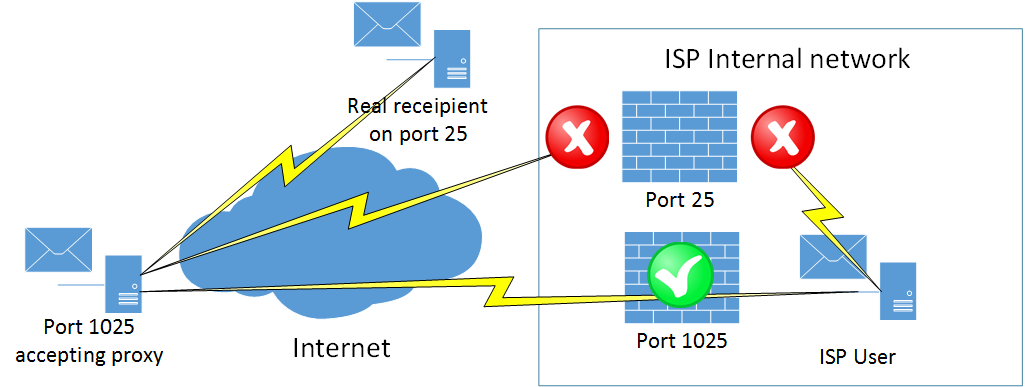 ISP Internal network
Real receipient
on port 25
Port 25
Port 1025
accepting proxy
Internet
Port 1025
ISP User